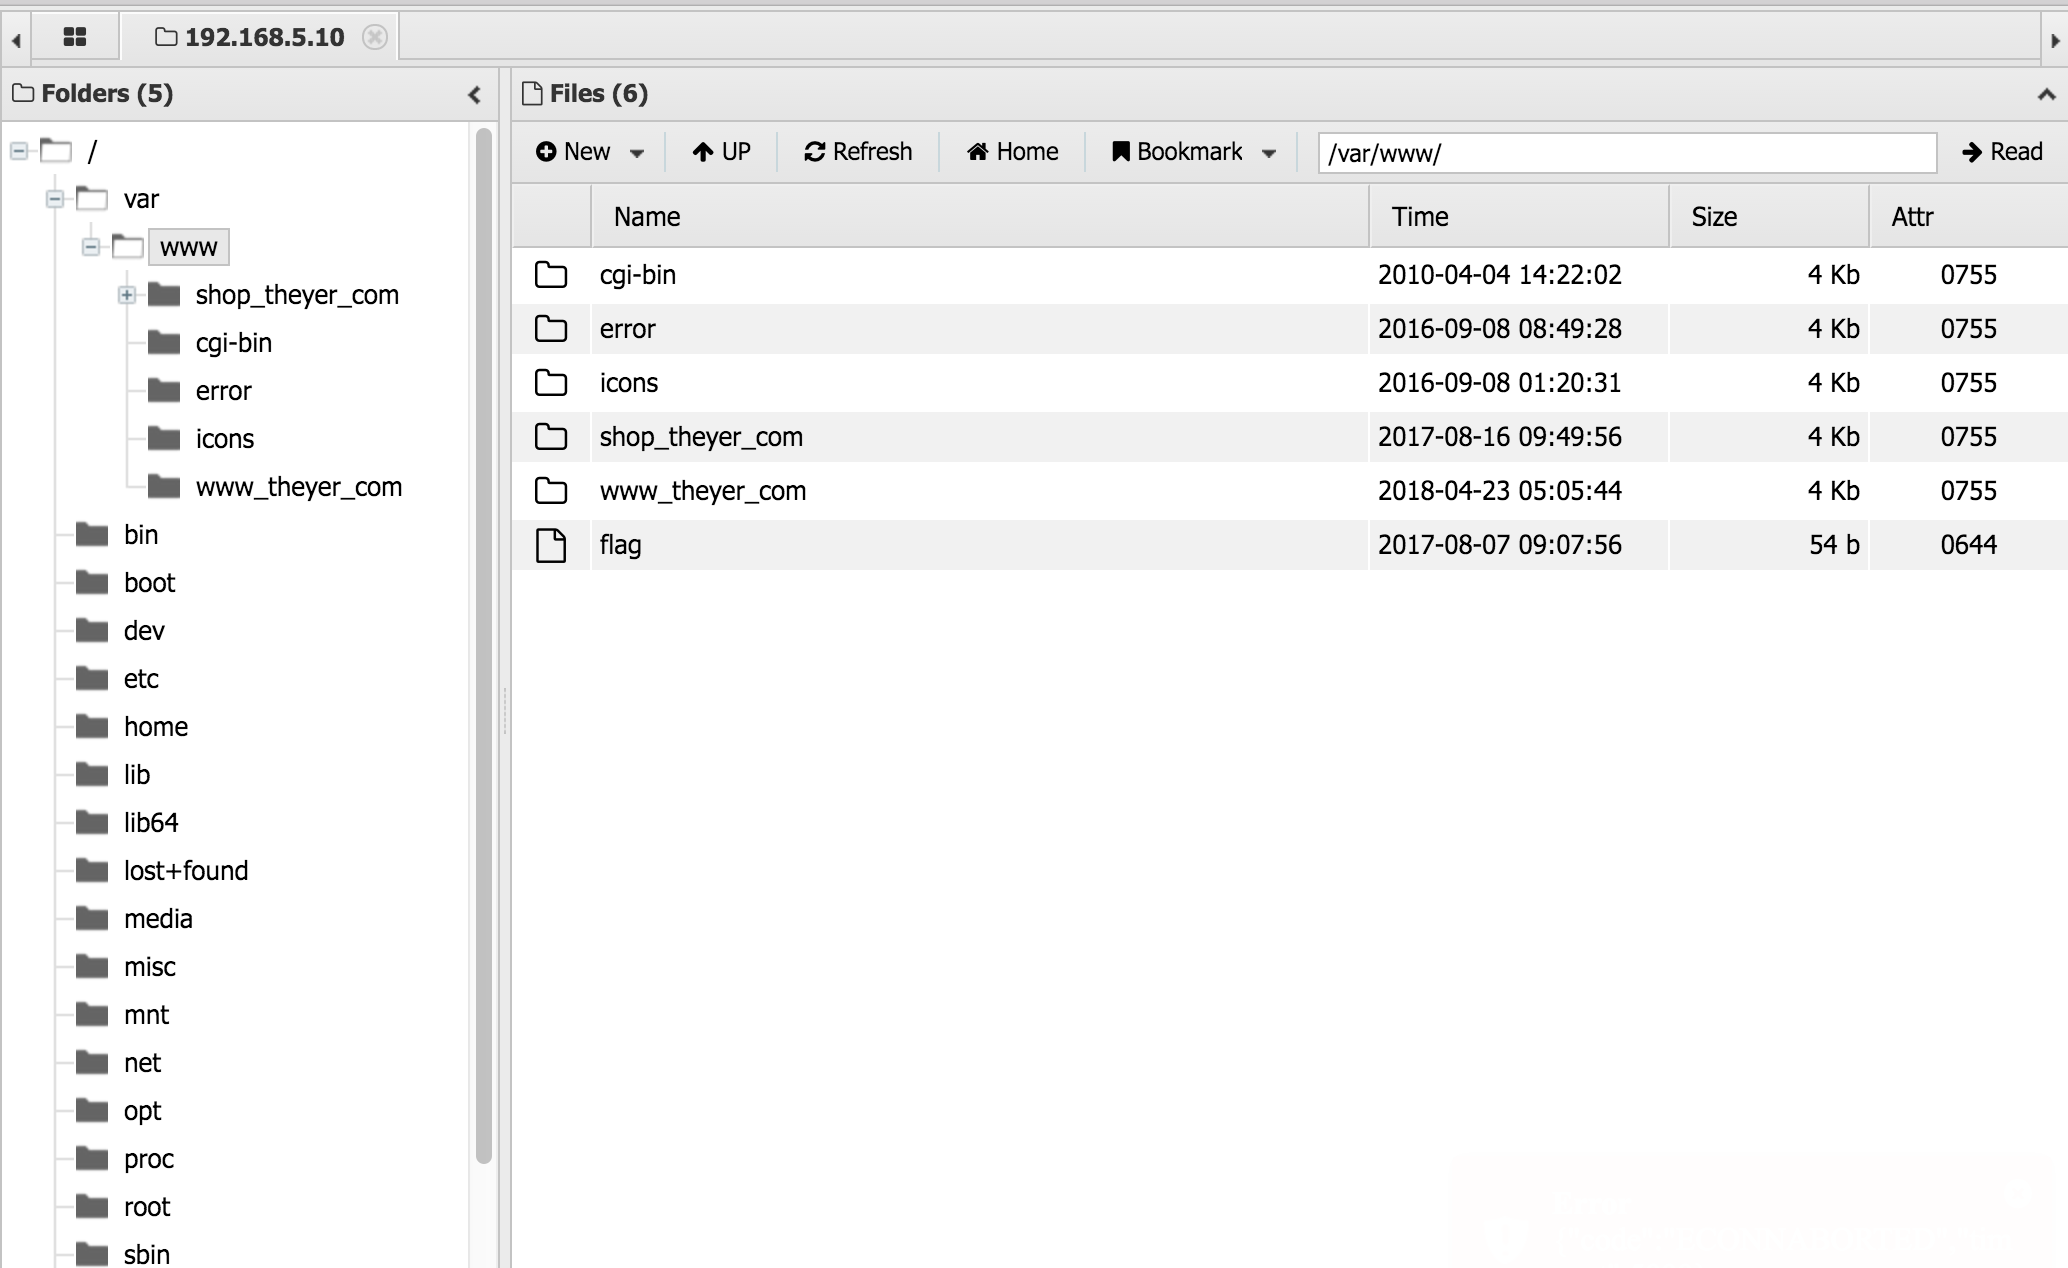 192.168.5.10
Folders (5)
/
var
www
shop_theyer_com
cgi-bin
error
icons
www_theyer_com
bin
boot
dev
etc
home
lib
lib64
lost+found
media
misc
mnt
net
opt
proc
root
sbin
Files (6)
New UP Refresh Home Bookmark /var/www/ Read
Name Time Size Attr
cgi-bin 2010-04-04 14:22:02 4 Kb 0755
error 2016-09-08 08:49:28 4 Kb 0755
icons 2016-09-08 01:20:31 4 Kb 0755
shop_theyer_com 2017-08-16 09:49:56 4 Kb 0755
www_theyer_com 2018-04-23 05:05:44 4 Kb 0755
flag 2017-08-07 09:07:56 54 b 0644